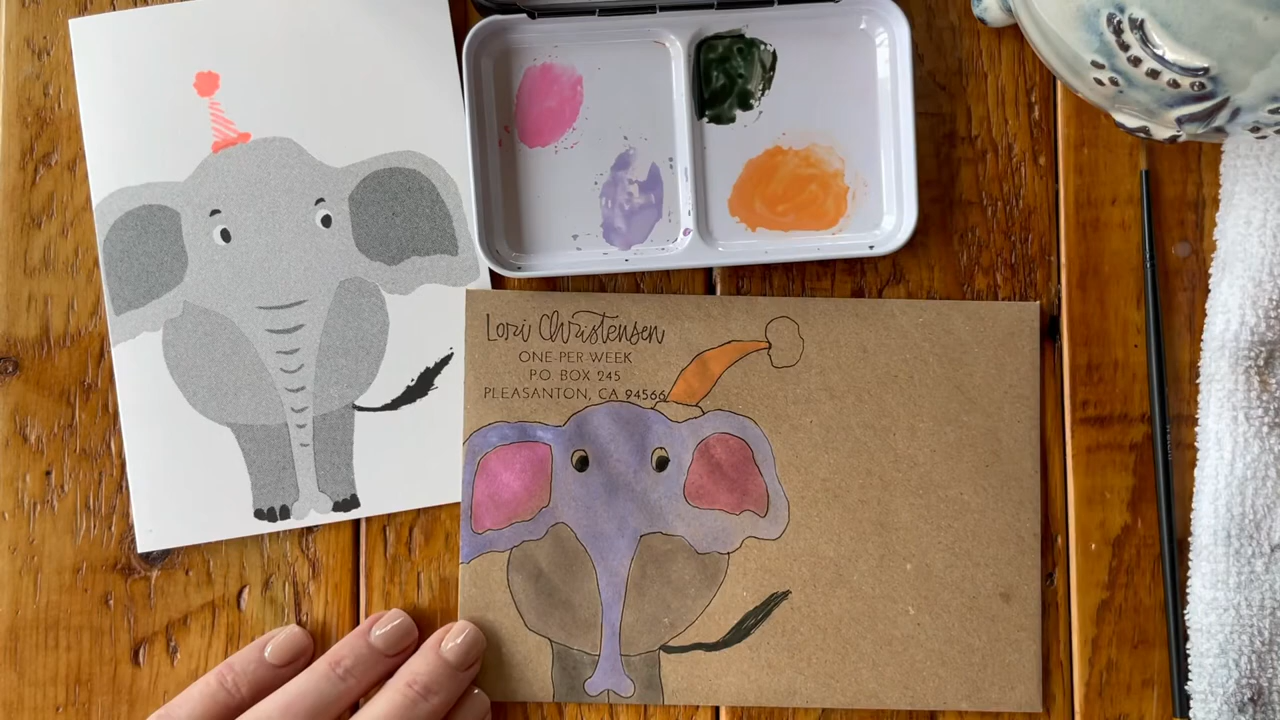 Lori Christensen
ONE-PER-WEEK
P.O. BOX 245
PLEASANTON, CA 94566